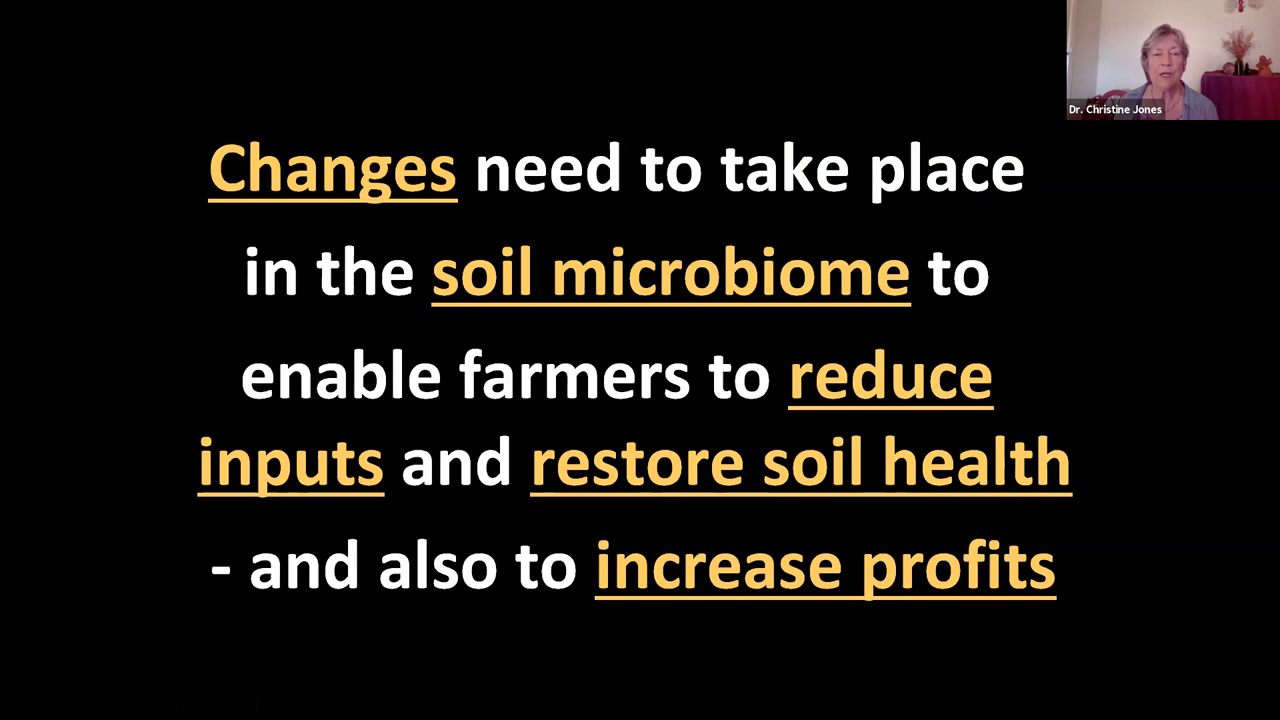 Dr. Christine Jones
Changes need to take place
in the soil microbiome to
enable farmers to reduce
inputs and restore soil health
- and also to increase profits